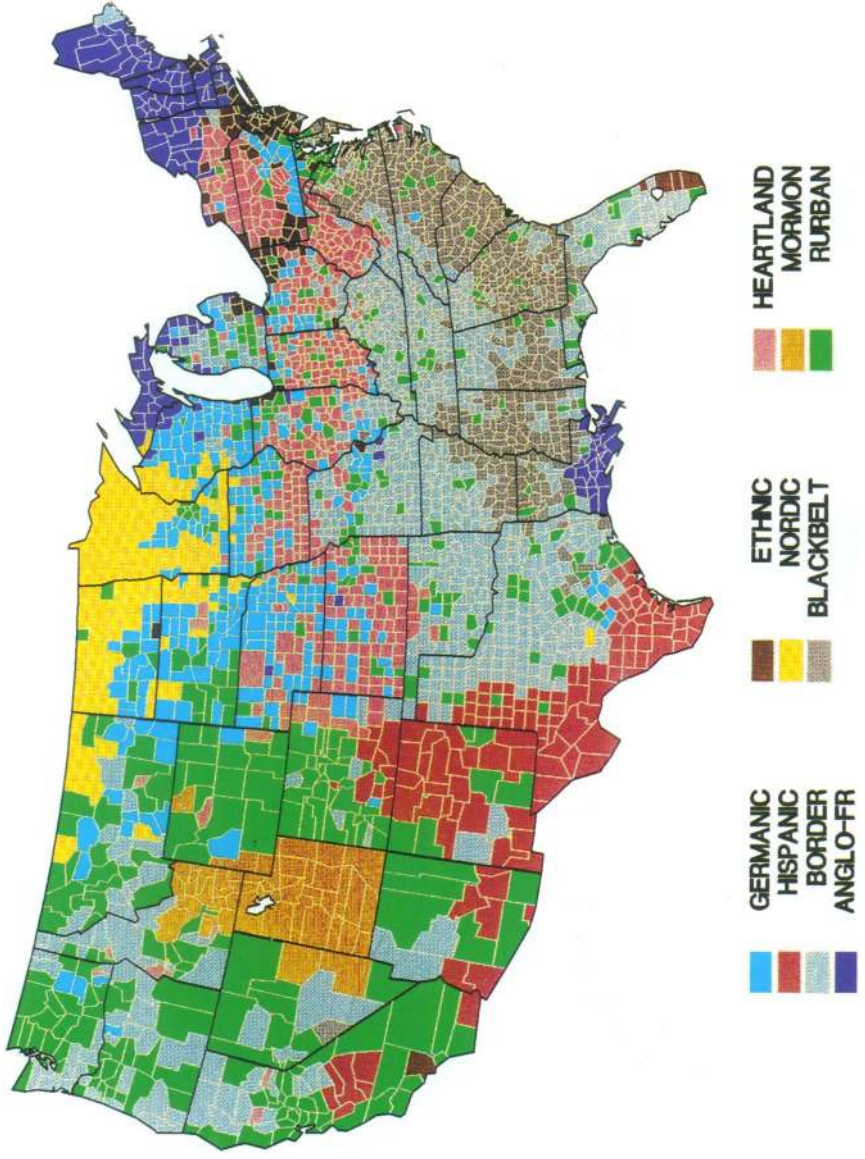 GERMANIC
HISPANIC
BORDER
ANGLO-FR
ETHNIC
NORDIC
BLACKBELT
HEARTLAND
MORMON
RURBAN